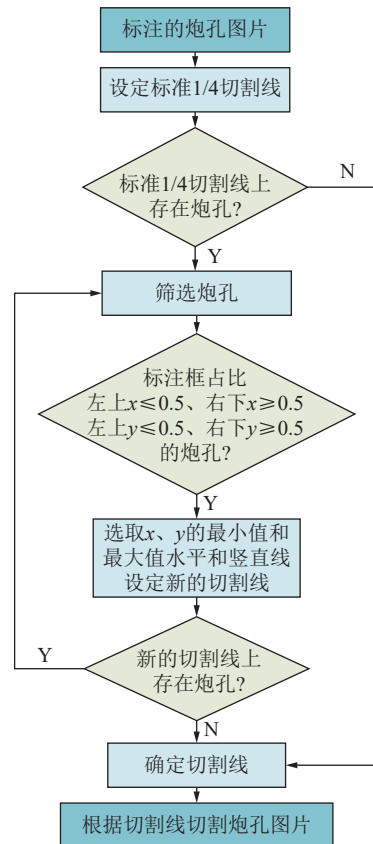 标注的炮孔图片
设定标准1/4切割线
标准1/4切割线上
存在炮孔?
N
Y
筛选炮孔
标注框占比
左上x≤0.5、右下x≥0.5
左上y≤0.5、右下y≥0.5
的炮孔?
Y
选取x、y的最小值和
最大值水平和竖直线
设定新的切割线
Y
新的切割线上
存在炮孔?
N
确定切割线
根据切割线切割炮孔图片